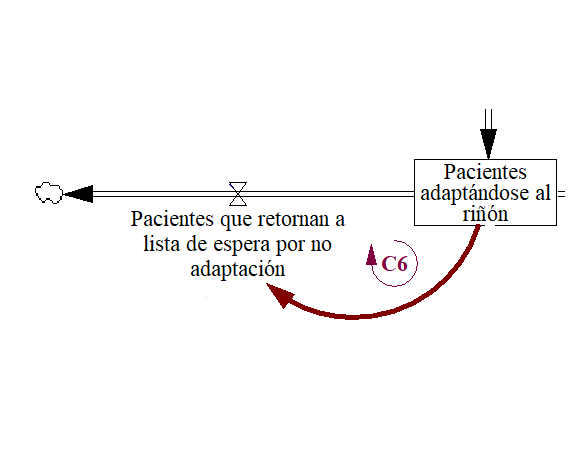 Pacientes
adaptándose al
riñón
Pacientes que retornan a
lista de espera por no
adaptación
C6